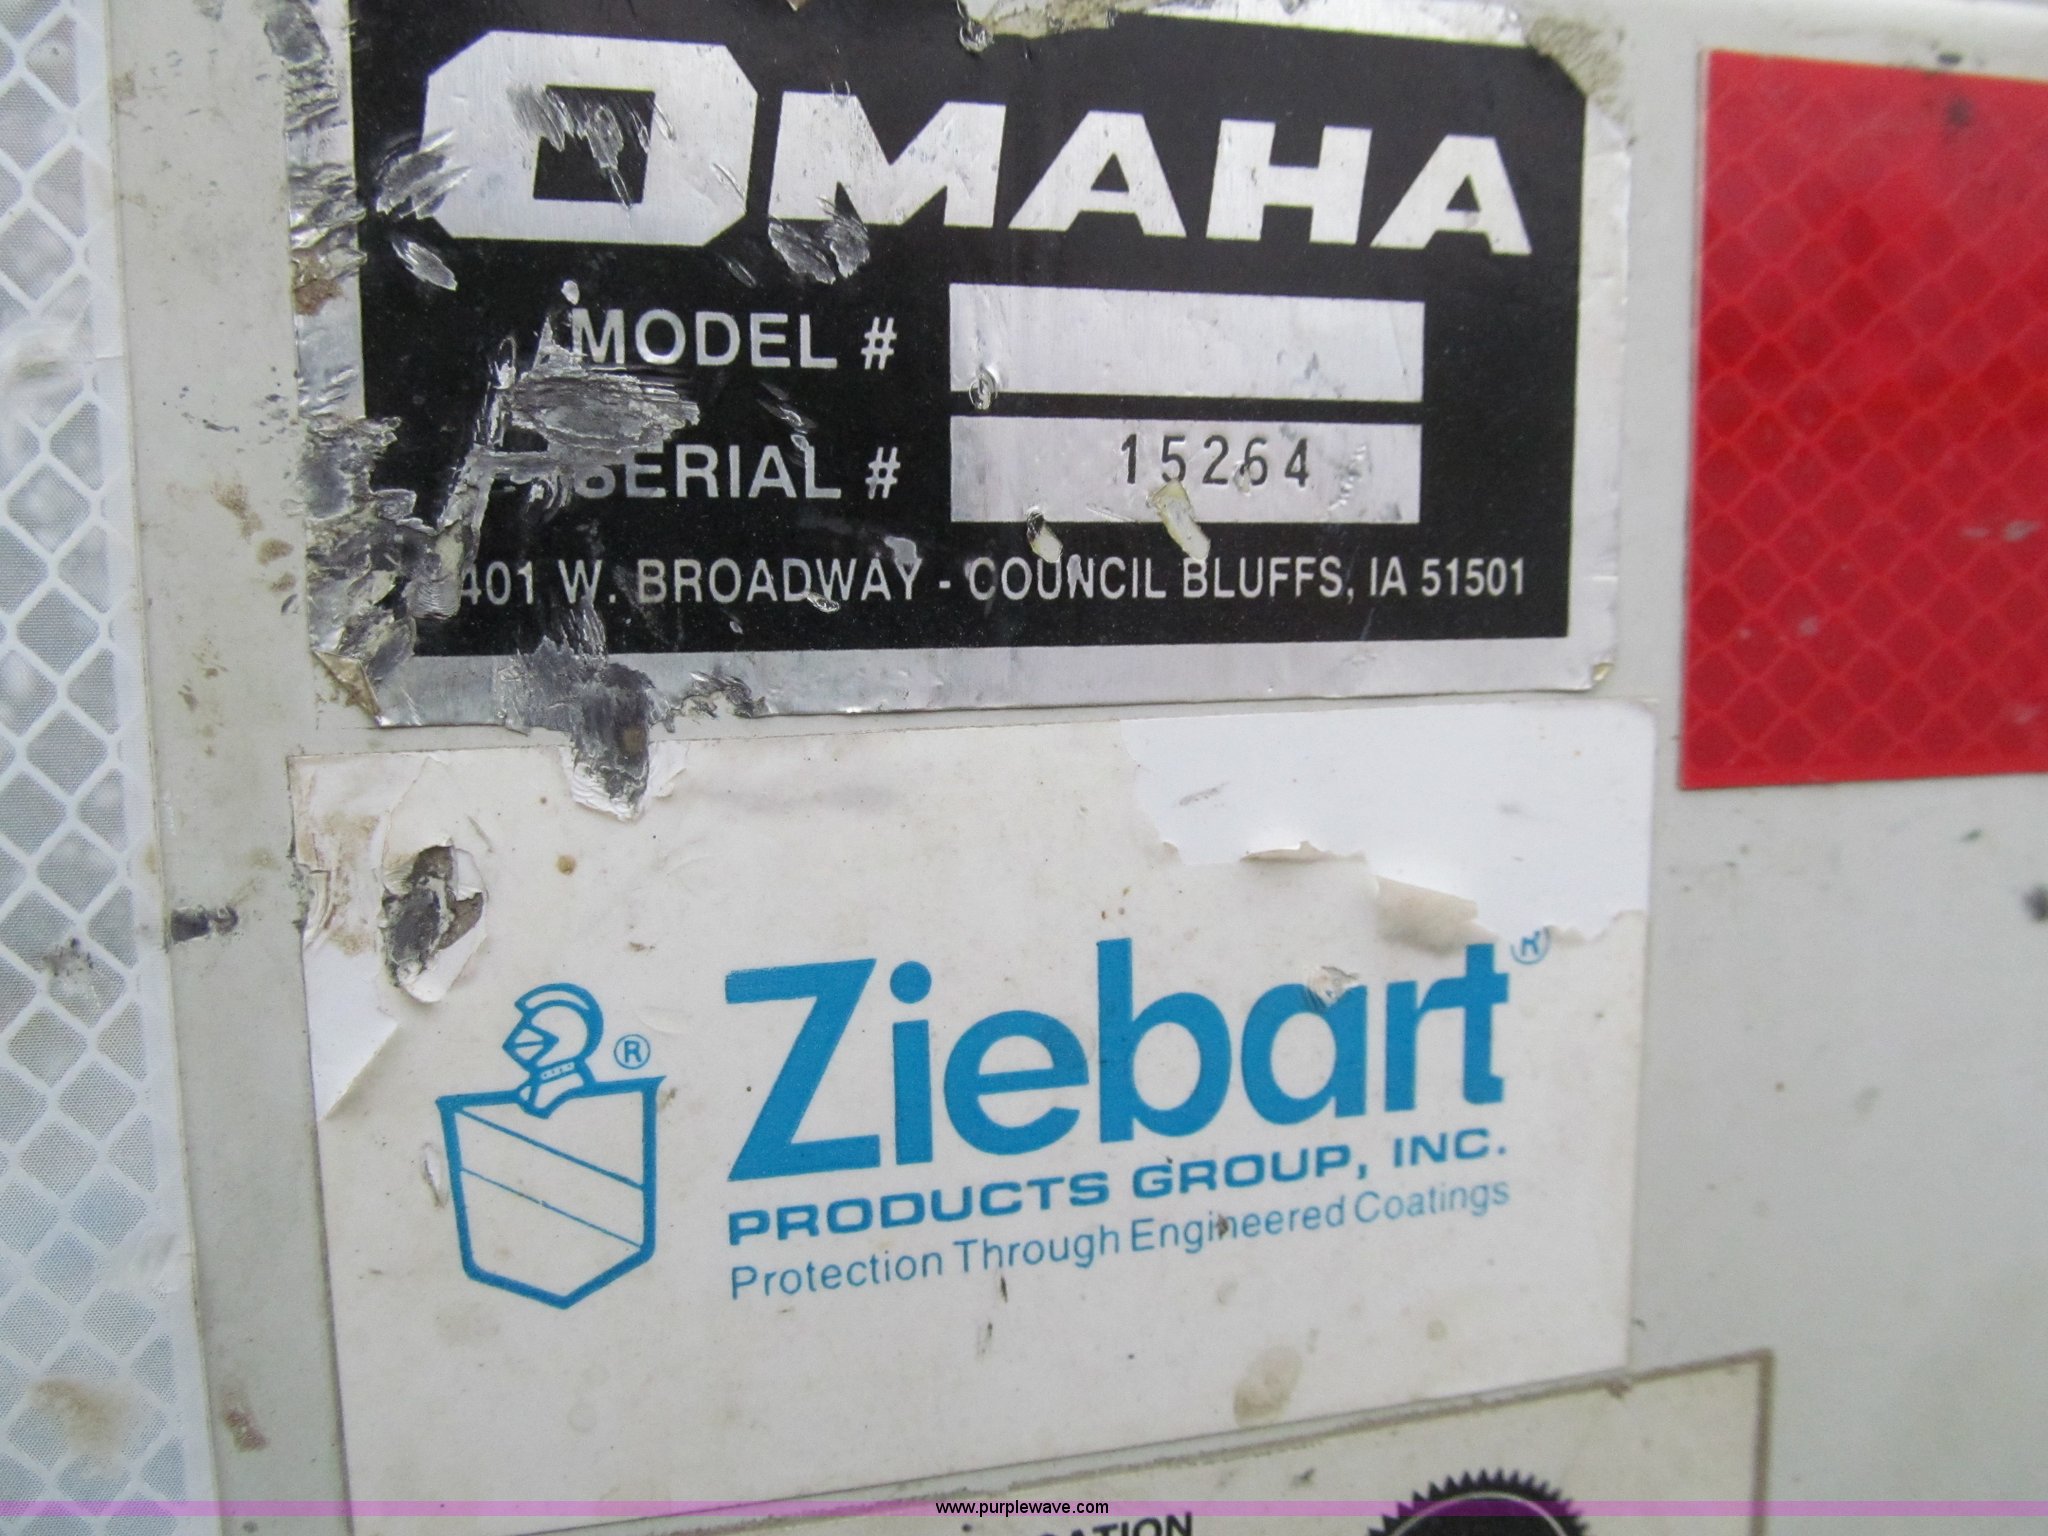 OMAHA
MODEL #
SERIAL # 15264
401 W. BROADWAY - COUNCIL BLUFFS, IA 51501
® Ziebart®
PRODUCTS GROUP, INC.
Protection Through Engineered Coatings
www.purplewave.com